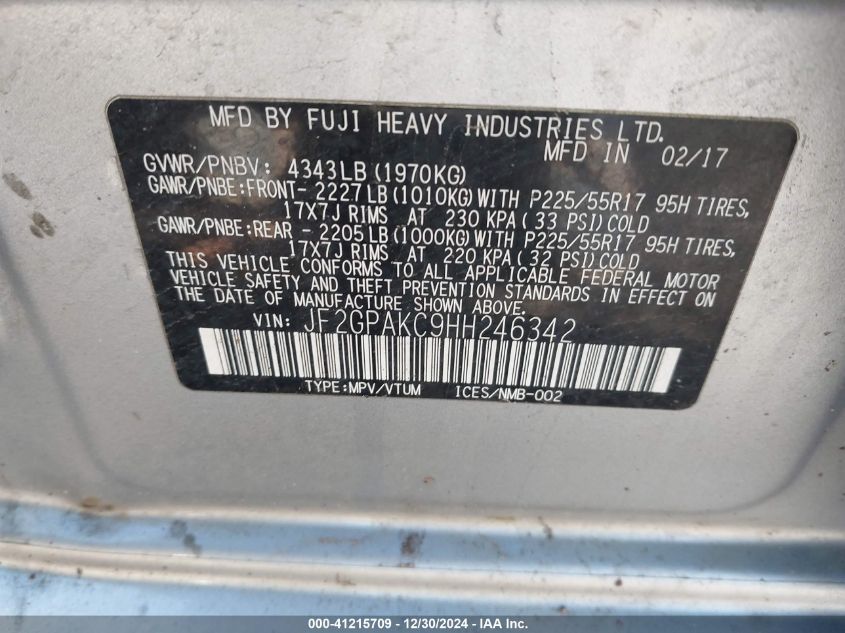 MFD BY FUJI HEAVY INDUSTRIES LTD.
MFD IN 02/17
GVWR/PNBV: 4343LB(1970KG)
GAWR/PNBE:FRONT- 2227LB(1010KG)WITH P225/55R17 95H TIRES,
17X7J RIMS AT 230 KPA(33 PSI)COLD
GAWR/PNBE:REAR - 2205LB(1000KG)WITH P225/55R17 95H TIRES,
17X7J RIMS AT 220 KPA(32 PSI)COLD
THIS VEHICLE CONFORMS TO ALL APPLICABLE FEDERAL MOTOR
VEHICLE SAFETY AND THEFT PREVENTION STANDARDS IN EFFECT ON
THE DATE OF MANUFACTURE SHOWN ABOVE.
VIN: JF2GPAKC9HH246342
TYPE:MPV/VTUM ICES/NMB-002
000-41215709 - 12/30/2024 - IAA Inc.